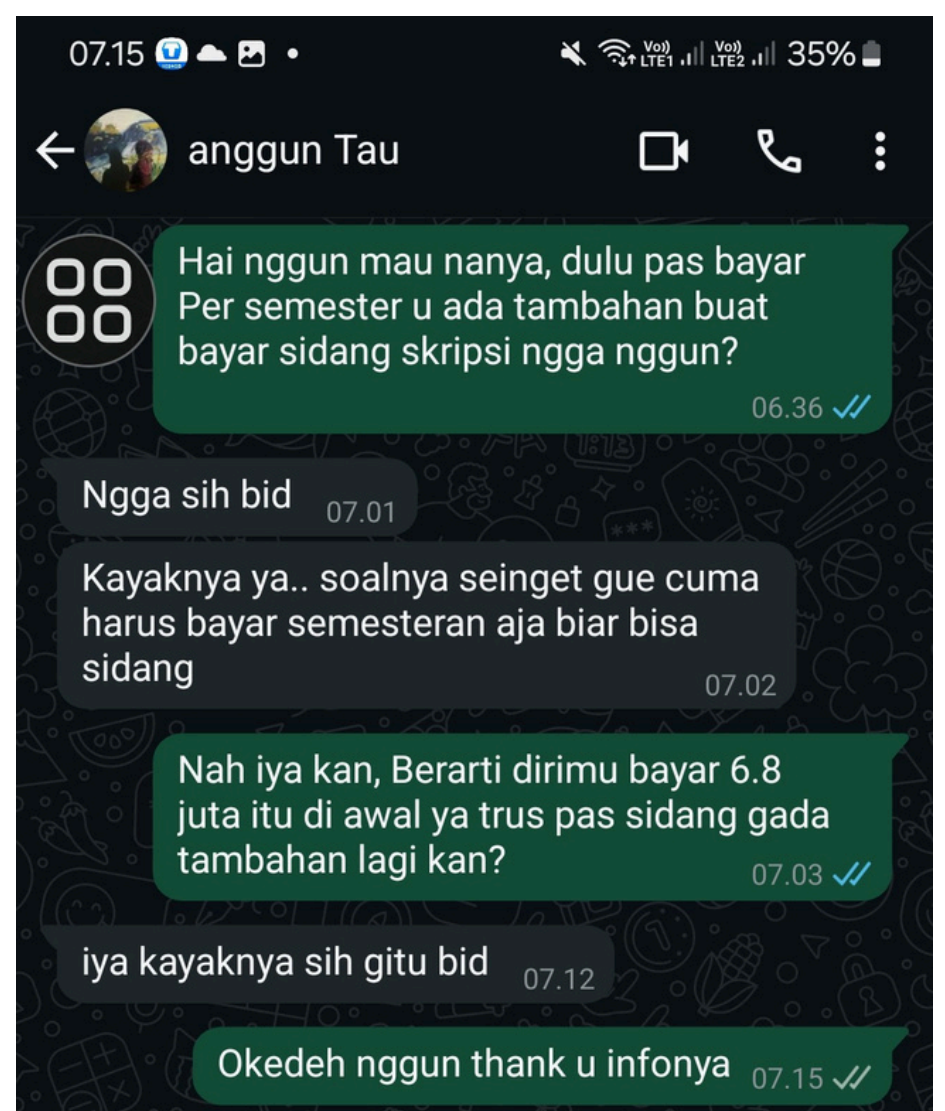 07.15
Vo)) LTE1 Vo)) LTE2 35%
anggun Tau
Hai nggun mau nanya, dulu pas bayar
Per semester u ada tambahan buat
bayar sidang skripsi ngga nggun?
06.36
Ngga sih bid 07.01
Kayaknya ya.. soalnya seinget gue cuma
harus bayar semesteran aja biar bisa
sidang
07.02
Nah iya kan, Berarti dirimu bayar 6.8
juta itu di awal ya trus pas sidang gada
tambahan lagi kan?
07.03
iya kayaknya sih gitu bid 07.12
Okedeh nggun thank u infonya 07.15